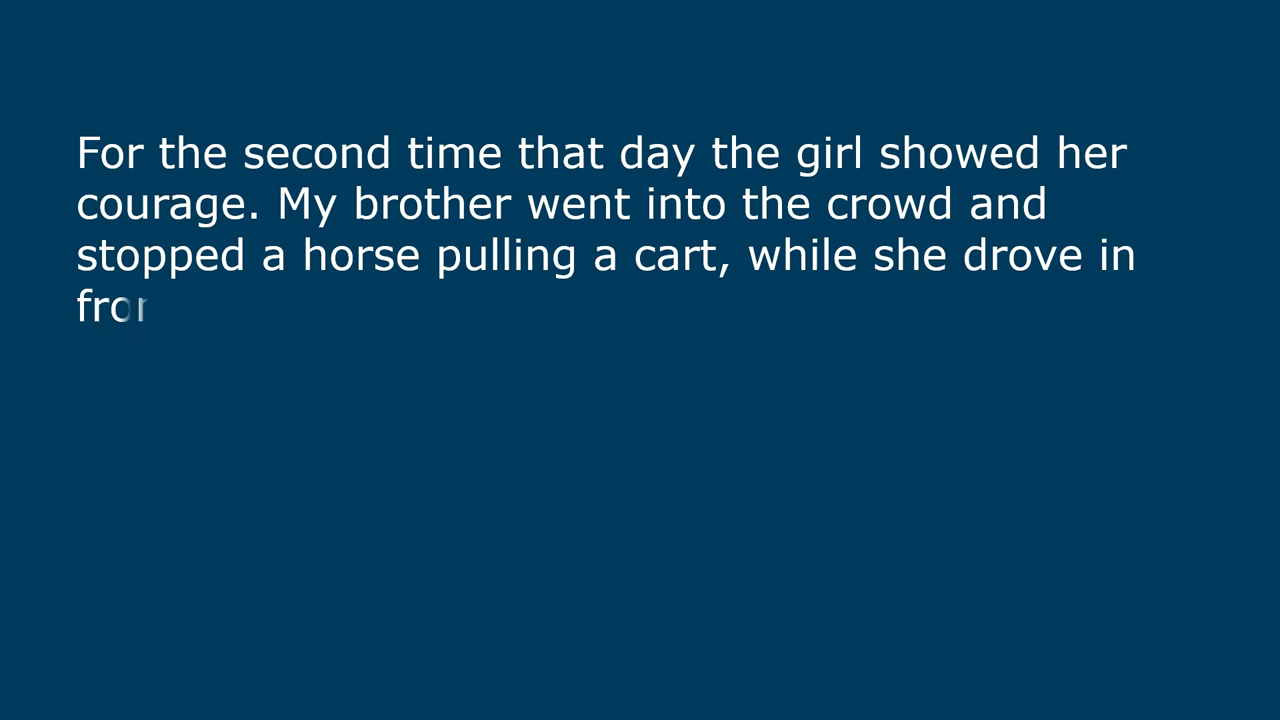 For the second time that day the girl showed her
courage. My brother went into the crowd and
stopped a horse pulling a cart, while she drove in